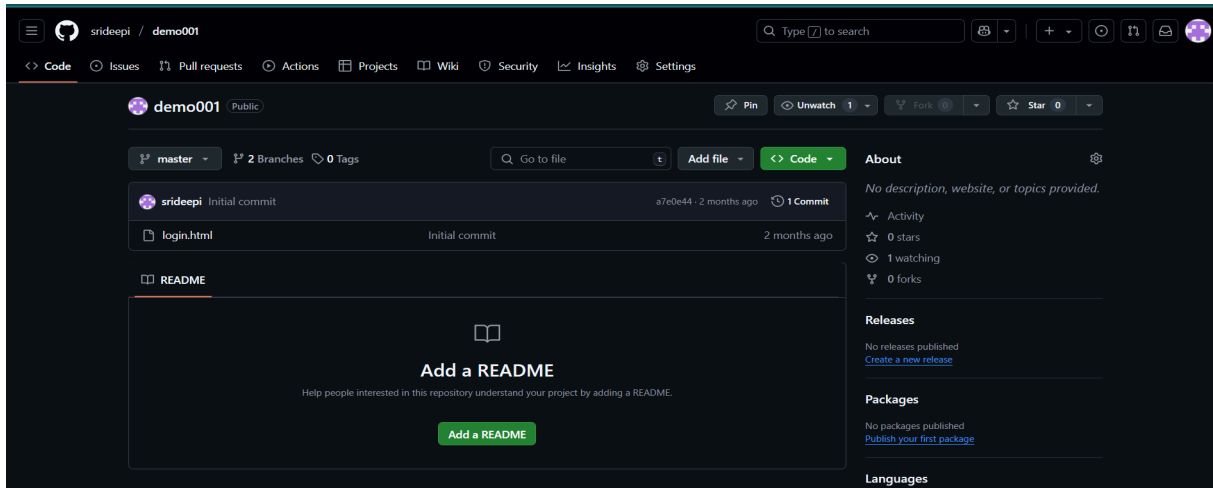 srideepi / demo001
Type / to search
Code Issues Pull requests Actions Projects Wiki Security Insights Settings
demo001 Public
Pin Unwatch 1 Fork 0 Star 0
master 2 Branches 0 Tags Go to file t Add file Code
srideepi Initial commit a7e0e44 · 2 months ago 1 Commit
login.html Initial commit 2 months ago
README
Add a README
Help people interested in this repository understand your project by adding a README.
Add a README
About
No description, website, or topics provided.
Activity
0 stars
1 watching
0 forks
Releases
No releases published
Create a new release
Packages
No packages published
Publish your first package
Languages